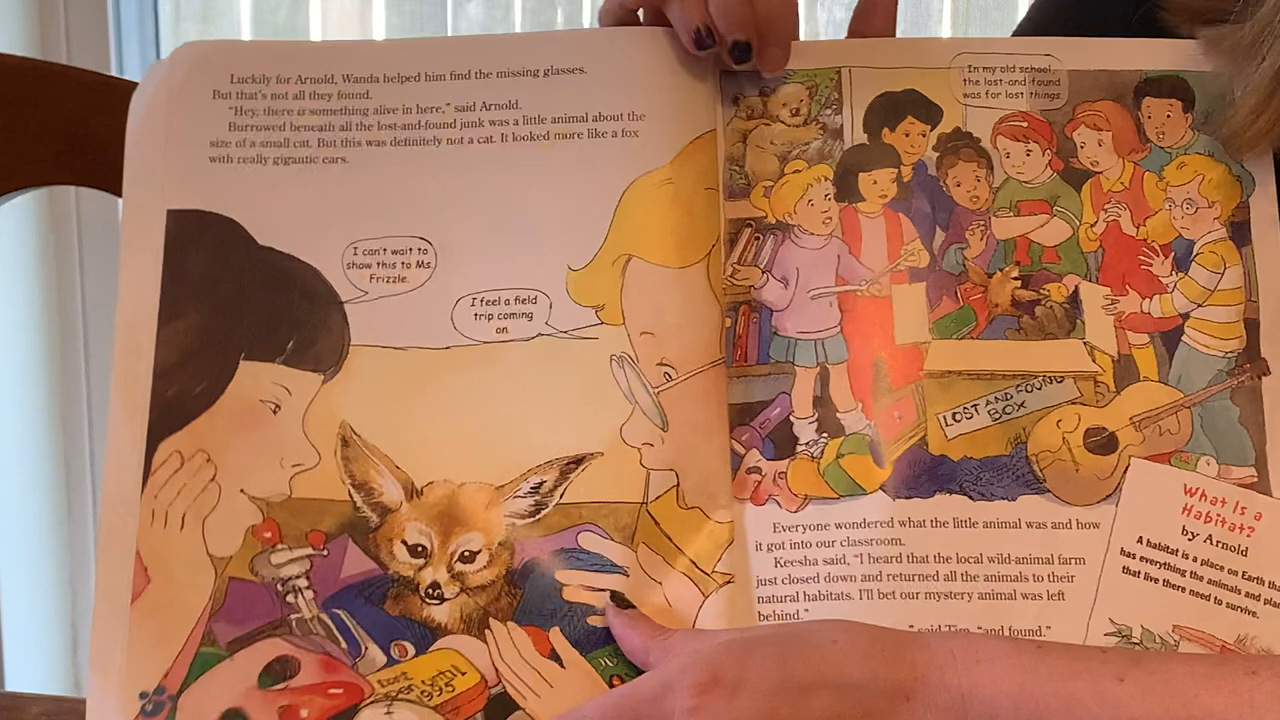 Luckily for Arnold, Wanda helped him find the missing glasses.
But that's not all they found.
"Hey, there is something alive in here," said Arnold.
Burrowed beneath all the lost-and-found junk was a little animal about the
size of a small cat. But this was definitely not a cat. It looked more like a fox
with really gigantic ears.
I can't wait to
show this to Ms.
Frizzle.
I feel a field
trip coming
on.
Don't
open until
1995
In my old school,
the lost-and-found
was for lost things.
LOST AND FOUND
BOX
Everyone wondered what the little animal was and how
it got into our classroom.
Keesha said, "I heard that the local wild-animal farm
just closed down and returned all the animals to their
natural habitats. I'll bet our mystery animal was left
behind."
" said Tim, "and found."
What Is a
Habitat?
by Arnold
A habitat is a place on Earth
has everything the animals and
that live there need to survive.